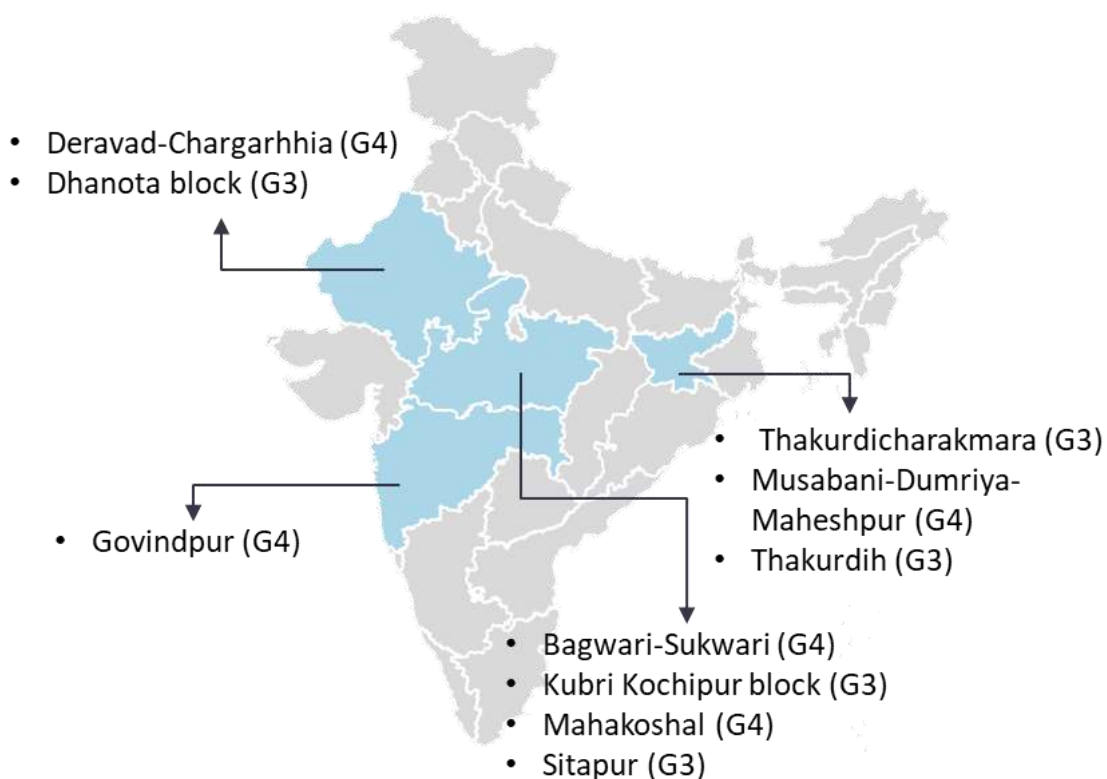 • Deravad-Chargarhhia (G4)
• Dhanota block (G3)
• Govindpur (G4)
• Thakurdicharakmara (G3)
• Musabani-Dumriya-
Maheshpur (G4)
• Thakurdih (G3)
• Bagwari-Sukwari (G4)
• Kubri Kochipur block (G3)
• Mahakoshal (G4)
• Sitapur (G3)